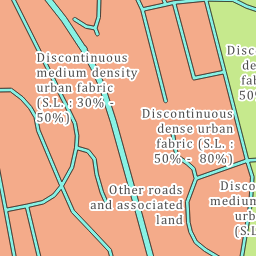 Discontinuous
medium density
urban fabric
(S.L. : 30% -
50%)
Disc
de
fab
50%
Discontinuous
dense urban
fabric (S.L. :
50% -  80%)
Other roads
and associated
land
Disco
medium
urb
(S.L